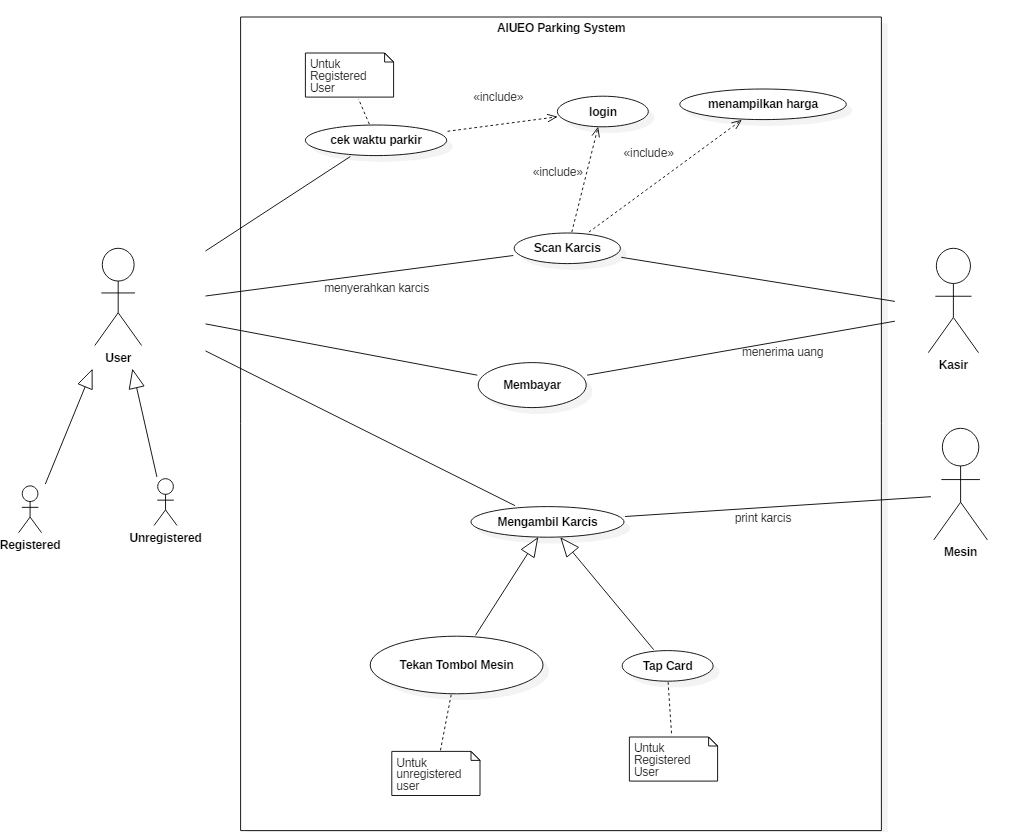 AIUEO Parking System
Untuk
Registered
User
«include»
login
menampilkan harga
cek waktu parkir
«include»
«include»
Scan Karcis
menyerahkan karcis
User
Kasir
menerima uang
Membayar
Registered
Unregistered
Mengambil Karcis
print karcis
Mesin
Tekan Tombol Mesin
Tap Card
Untuk
unregistered
user
Untuk
Registered
User